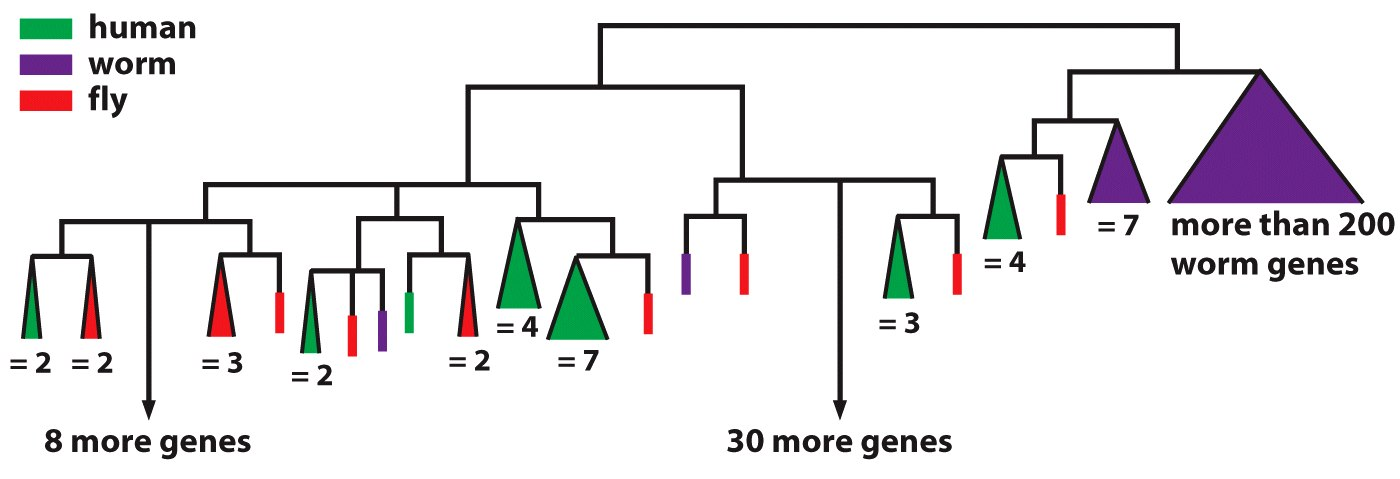 human
worm
fly
= 2
= 2
= 3
= 2
= 2
= 4
= 7
= 3
= 4
= 7
more than 200
worm genes
8 more genes
30 more genes